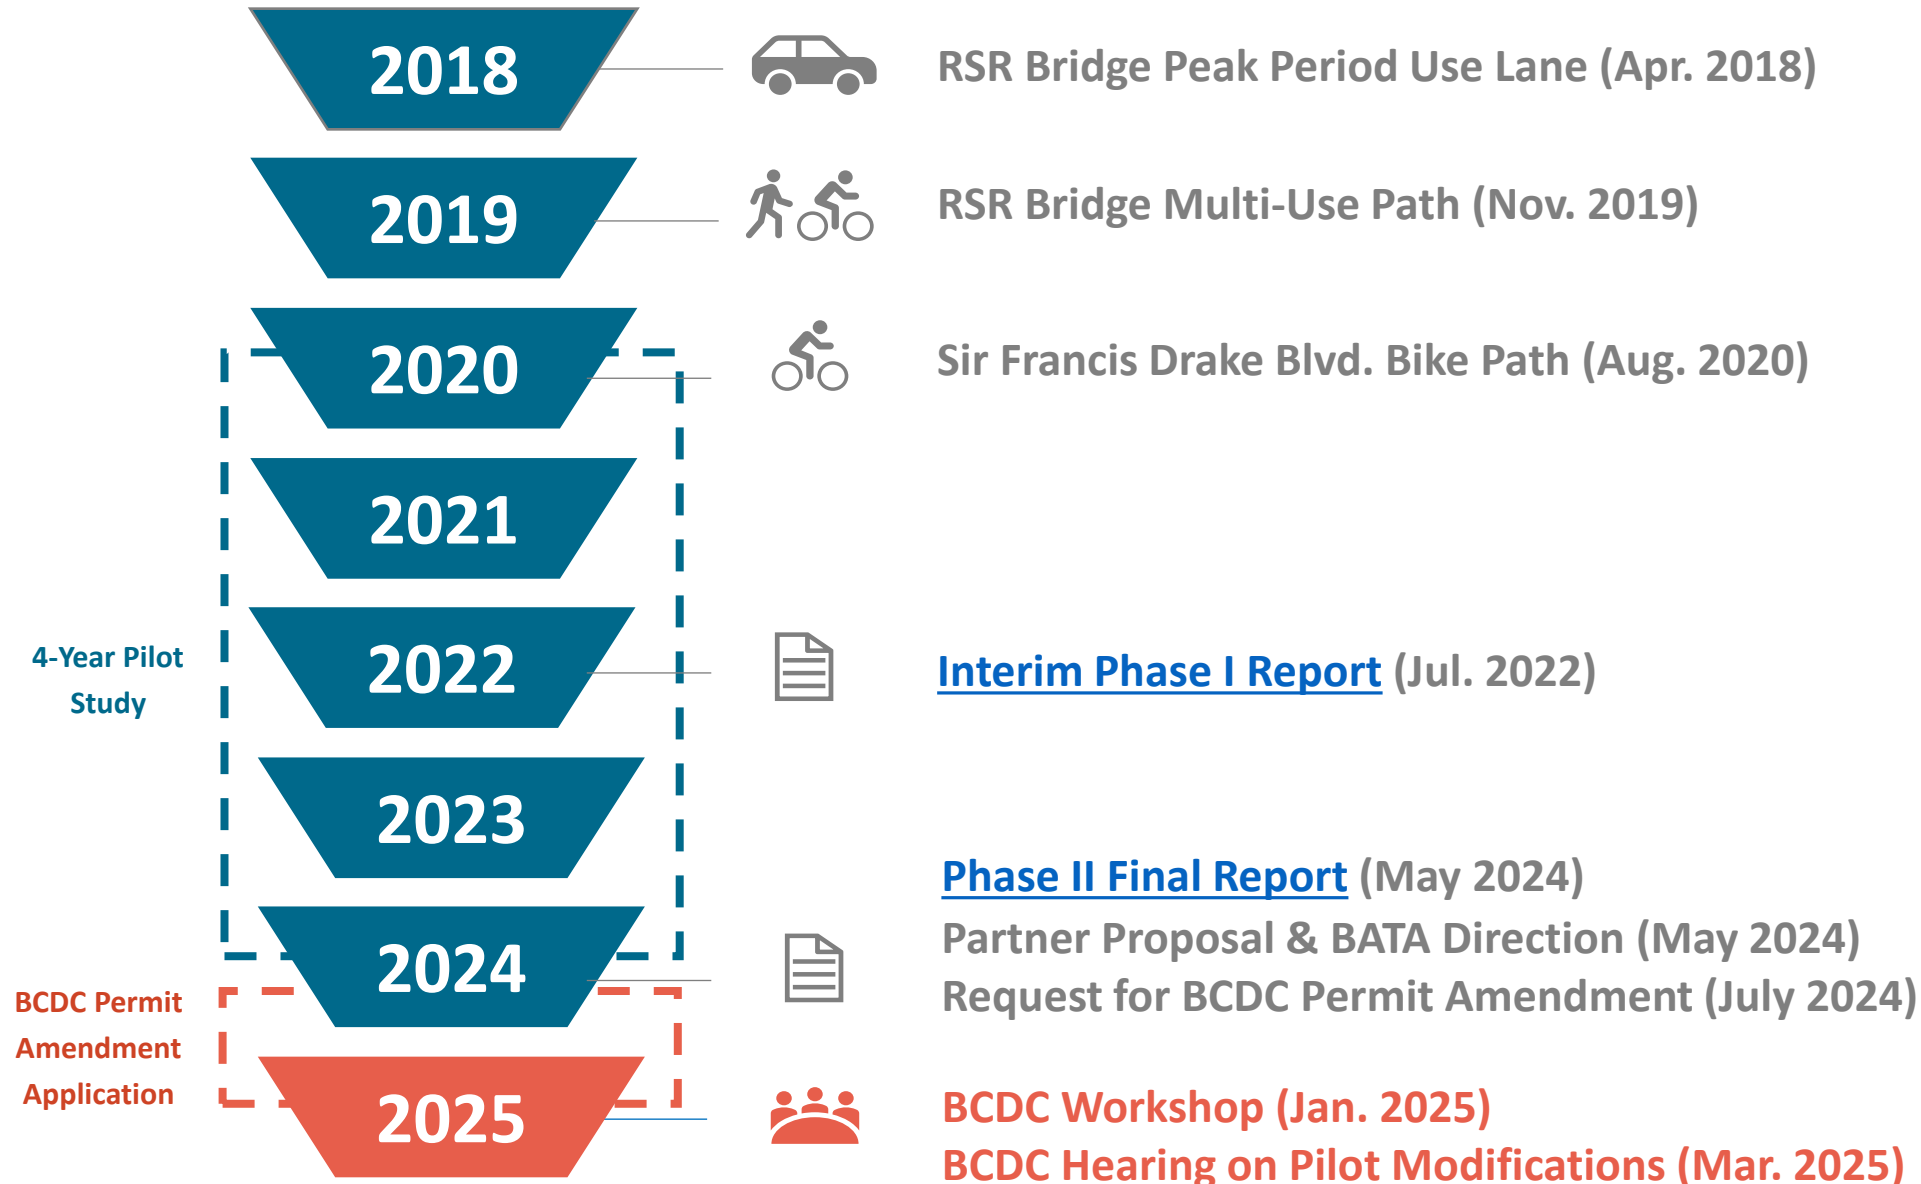 2018
RSR Bridge Peak Period Use Lane (Apr. 2018)
2019
RSR Bridge Multi-Use Path (Nov. 2019)
2020
Sir Francis Drake Blvd. Bike Path (Aug. 2020)
2021
4-Year Pilot
Study
2022
Interim Phase I Report (Jul. 2022)
2023
2024
Phase II Final Report (May 2024)
Partner Proposal & BATA Direction (May 2024)
Request for BCDC Permit Amendment (July 2024)
BCDC Permit
Amendment
Application
2025
BCDC Workshop (Jan. 2025)
BCDC Hearing on Pilot Modifications (Mar. 2025)